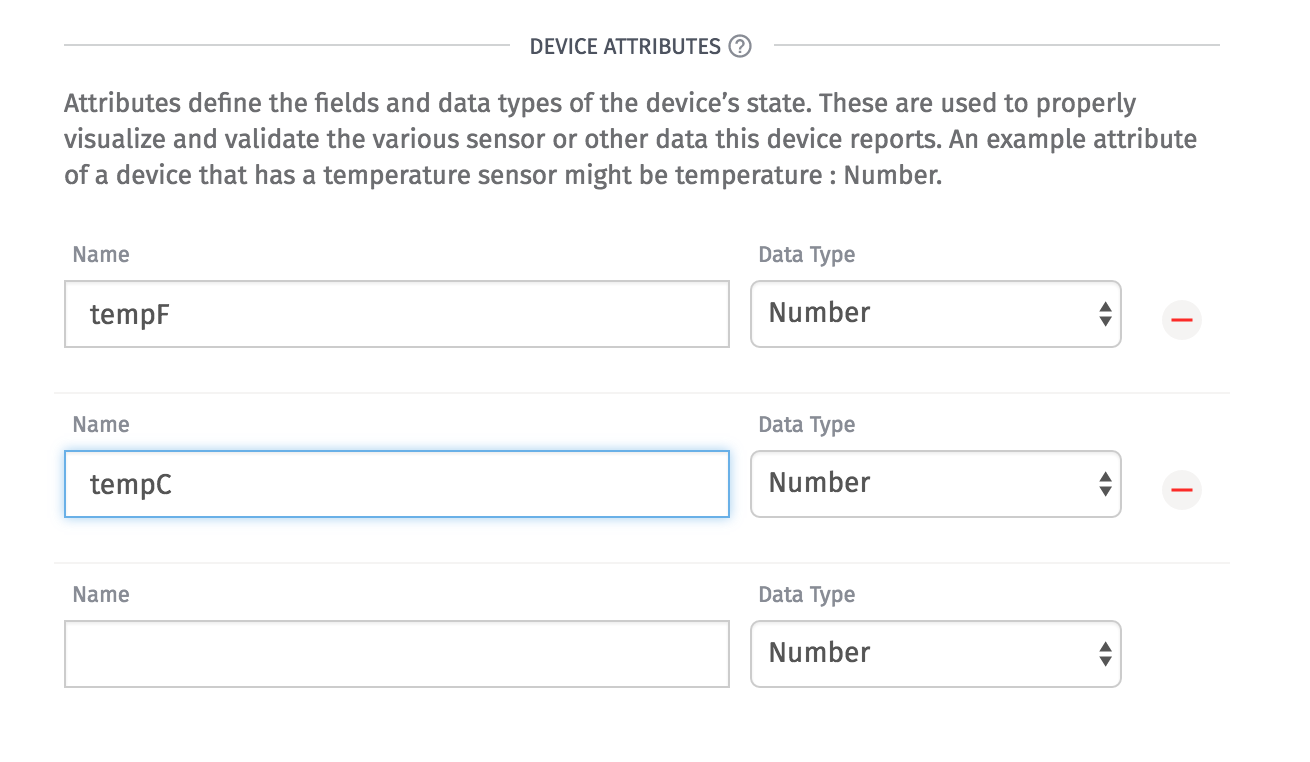 DEVICE ATTRIBUTES ?
Attributes define the fields and data types of the device’s state. These are used to properly
visualize and validate the various sensor or other data this device reports. An example attribute
of a device that has a temperature sensor might be temperature : Number.
Name Data Type
tempF Number
Name Data Type
tempC Number
Name Data Type
Number